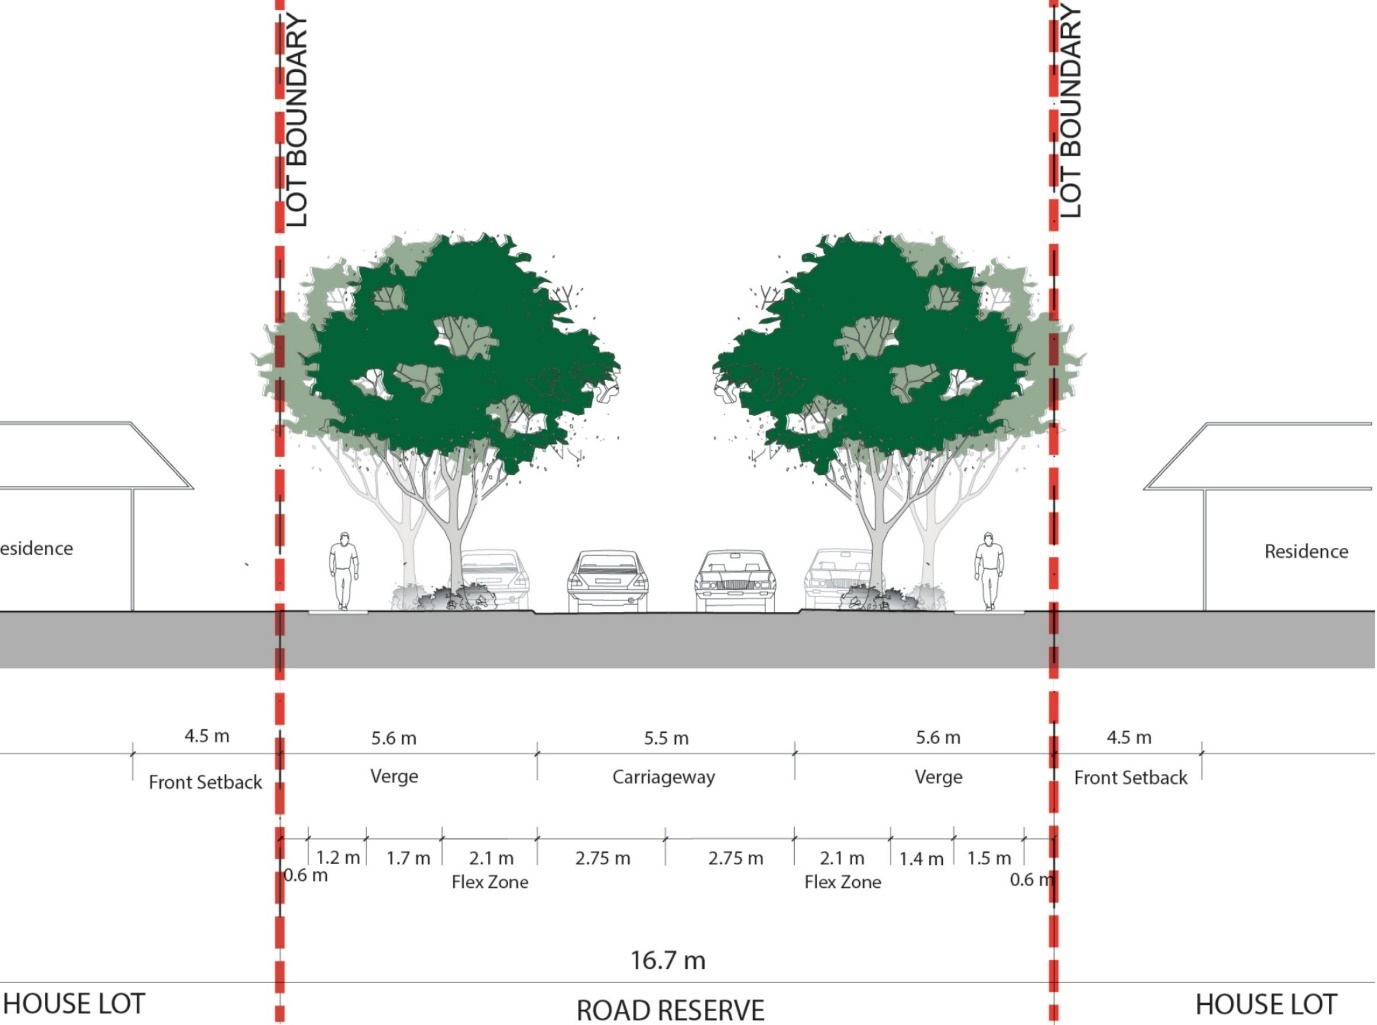 LOT BOUNDARY
LOT BOUNDARY
esidence
Residence
4.5 m
5.6 m
5.5 m
5.6 m
4.5 m
Front Setback
Verge
Carriageway
Verge
Front Setback
1.2 m
1.7 m
2.1 m
2.75 m
2.75 m
2.1 m
1.4 m
1.5 m
0.6 m
Flex Zone
Flex Zone
0.6 m
16.7 m
HOUSE LOT
ROAD RESERVE
HOUSE LOT